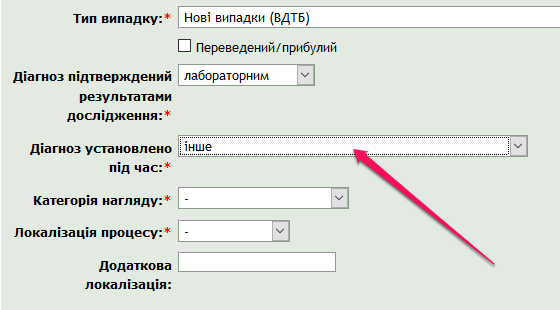 Тип випадку:* Нові випадки (ВДТБ)
Переведений/прибулий
Діагноз підтверджений лабораторним
результатами
дослідження:*
Діагноз установлено інше
під час:*
Категорія нагляду:* -
Локалізація процесу:* -
Додаткова
локалізація: